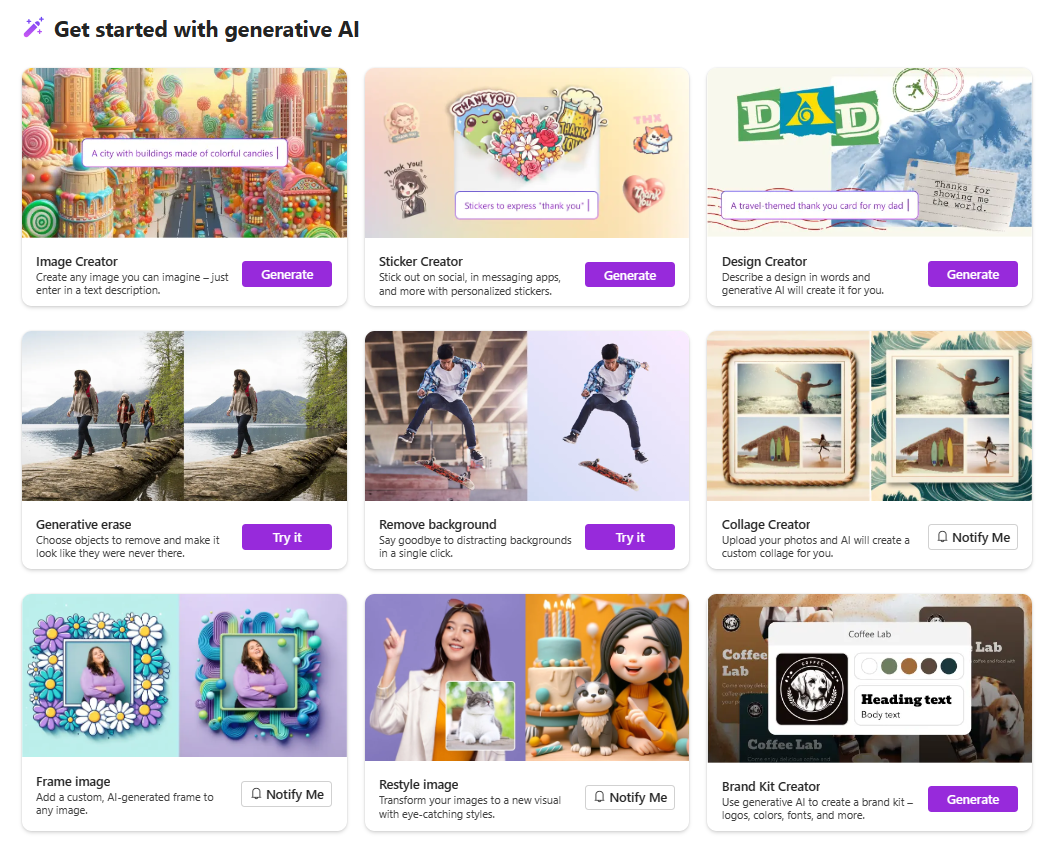 Get started with generative AI
A city with buildings made of colorful candies
THANK YOU
THANK
YOU
Thank You!
TNX
Thank
You
Stickers to express "thank you"
DAD
Thanks for
showing me
the world.
A travel-themed thank you card for my dad
Image Creator
Create any image you can imagine – just
enter in a text description.
Generate
Sticker Creator
Stick out on social, in messaging apps,
and more with personalized stickers.
Generate
Design Creator
Describe a design in words and
generative AI will create it for you.
Generate
Generative erase
Choose objects to remove and make it
look like they were never there.
Try it
Remove background
Say goodbye to distracting backgrounds
in a single click.
Try it
Collage Creator
Upload your photos and AI will create a
custom collage for you.
Notify Me
Coffee Lab
Coffee
Lab
Lab
COFFEE
Heading text
Body text
Coffee Lab
Frame image
Add a custom, AI-generated frame to
any image.
Notify Me
Restyle image
Transform your images to a new visual
with eye-catching styles.
Notify Me
Brand Kit Creator
Use generative AI to create a brand kit –
logos, colors, fonts, and more.
Generate